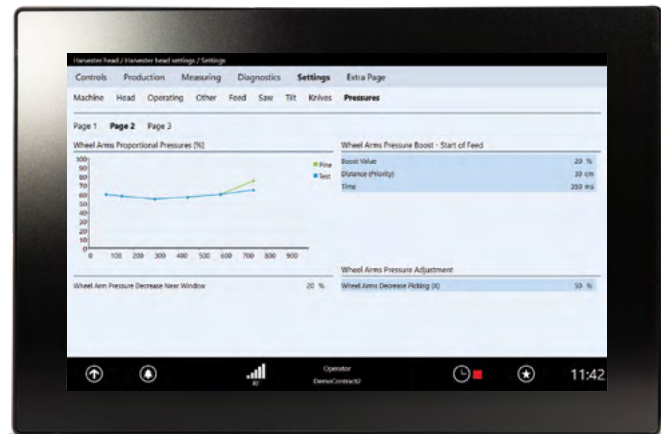 Harvester head / Harvester head settings / Settings
Controls Production Measuring Diagnostics Settings Extra Page
Machine Head Operating Other Feed Saw Tilt Knives Pressures
Page 1 Page 2 Page 3
Wheel Arms Proportional Pressures [%]
100
90
80
70
60
50
40
30
20
10
0
0 100 200 300 400 500 600 700 800 900
Pine
Test
Wheel Arms Pressure Boost - Start of Feed
Boost Value 20 %
Distance (Priority) 30 cm
Time 350 ms
Wheel Arm Pressure Decrease Near Window 20 %
Wheel Arms Pressure Adjustment
Wheel Arms Decrease Picking (X) 50 %
Operator
DemoContract2
11:42